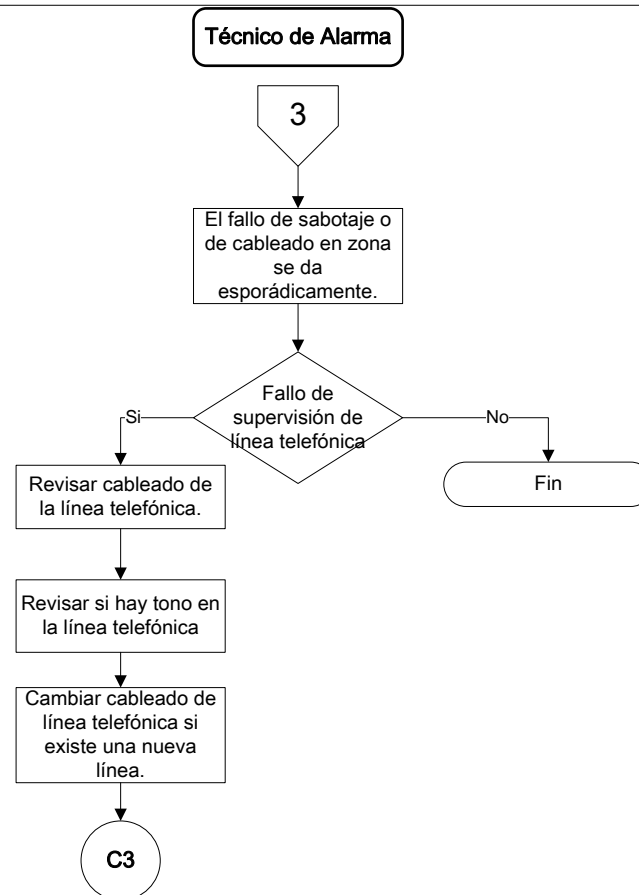 Técnico de Alarma
3
El fallo de sabotaje o
de cableado en zona
se da
esporádicamente.
Fallo de
supervisión de
línea telefónica
Si
No
Revisar cableado de
la línea telefónica.
Fin
Revisar si hay tono en
la línea telefónica
Cambiar cableado de
línea telefónica si
existe una nueva
línea.
C3